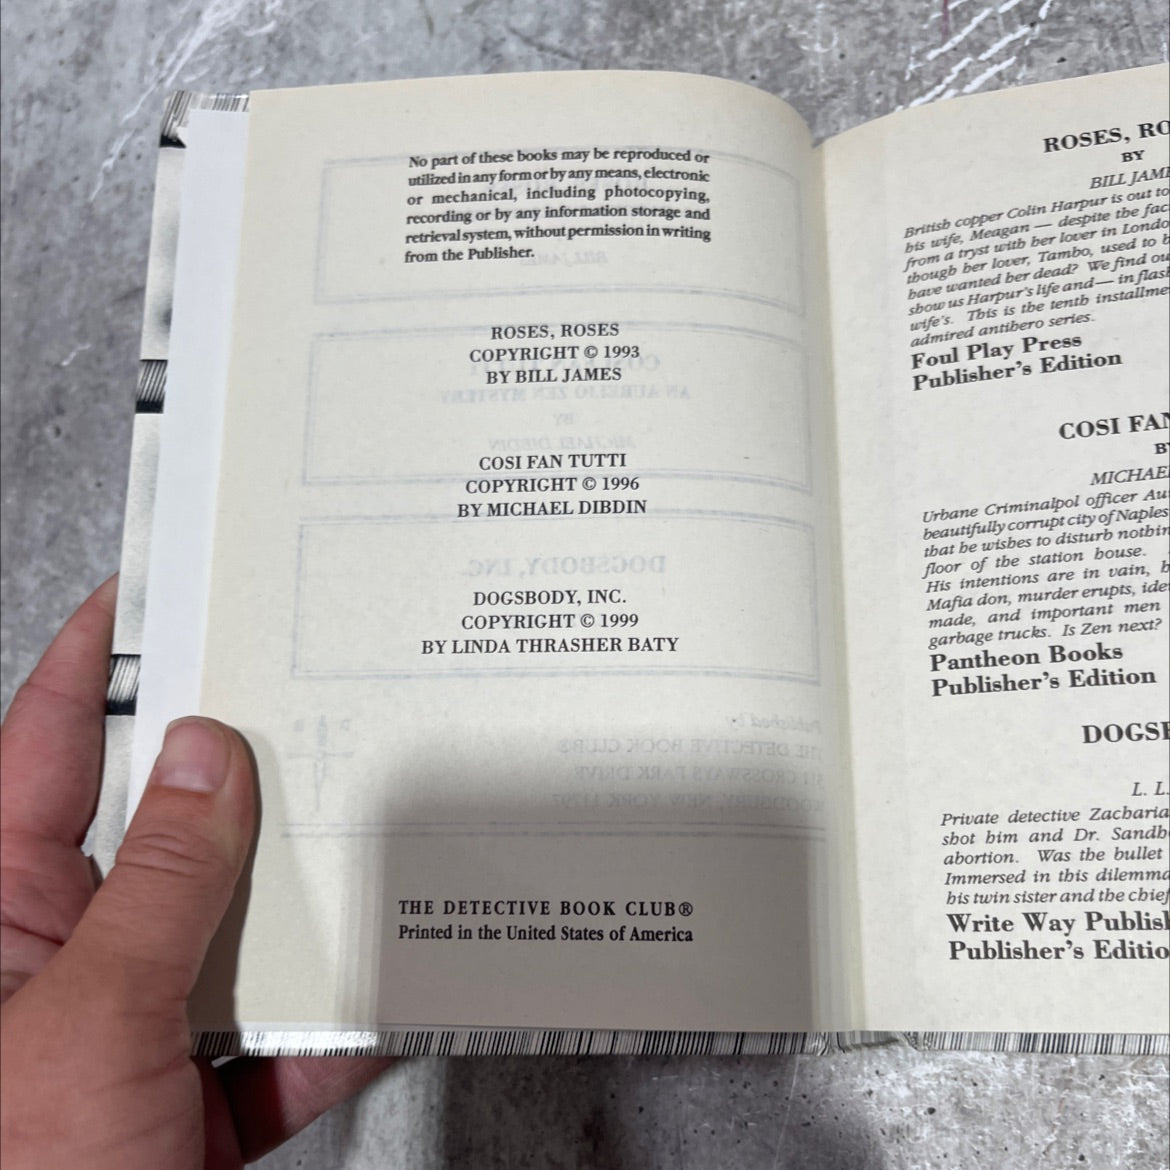 No part of these books may be reproduced or
utilized in any form or by any means, electronic
or mechanical, including photocopying,
recording or by any information storage and
retrieval system, without permission in writing
from the Publisher.
ROSES, ROSES
COPYRIGHT © 1993
BY BILL JAMES
COSI FAN TUTTI
COPYRIGHT © 1996
BY MICHAEL DIBDIN
DOGSBODY, INC.
COPYRIGHT © 1999
BY LINDA THRASHER BATY
THE DETECTIVE BOOK CLUB®
Printed in the United States of America
ROSES, RO
BY
BILL JAME
British copper Colin Harpur is out to
his wife, Meagan — despite the fac
from a tryst with her lover in Londo
though her lover, Tambo, used to b
have wanted her dead? We find ou
show us Harpur's life and — in flash
wife's. This is the tenth installme
admired antihero series.
Foul Play Press
Publisher's Edition
COSI FAN
B
MICHAE
Urbane Criminalpol officer Au
beautifully corrupt city of Naples
that he wishes to disturb nothin
floor of the station house.
His intentions are in vain, b
Mafia don, murder erupts, ide
made, and important men
garbage trucks. Is Zen next?
Pantheon Books
Publisher's Edition
DOGSB
L. L.
Private detective Zacharia
shot him and Dr. Sandb
abortion. Was the bullet
Immersed in this dilemma
his twin sister and the chief
Write Way Publish
Publisher's Editio